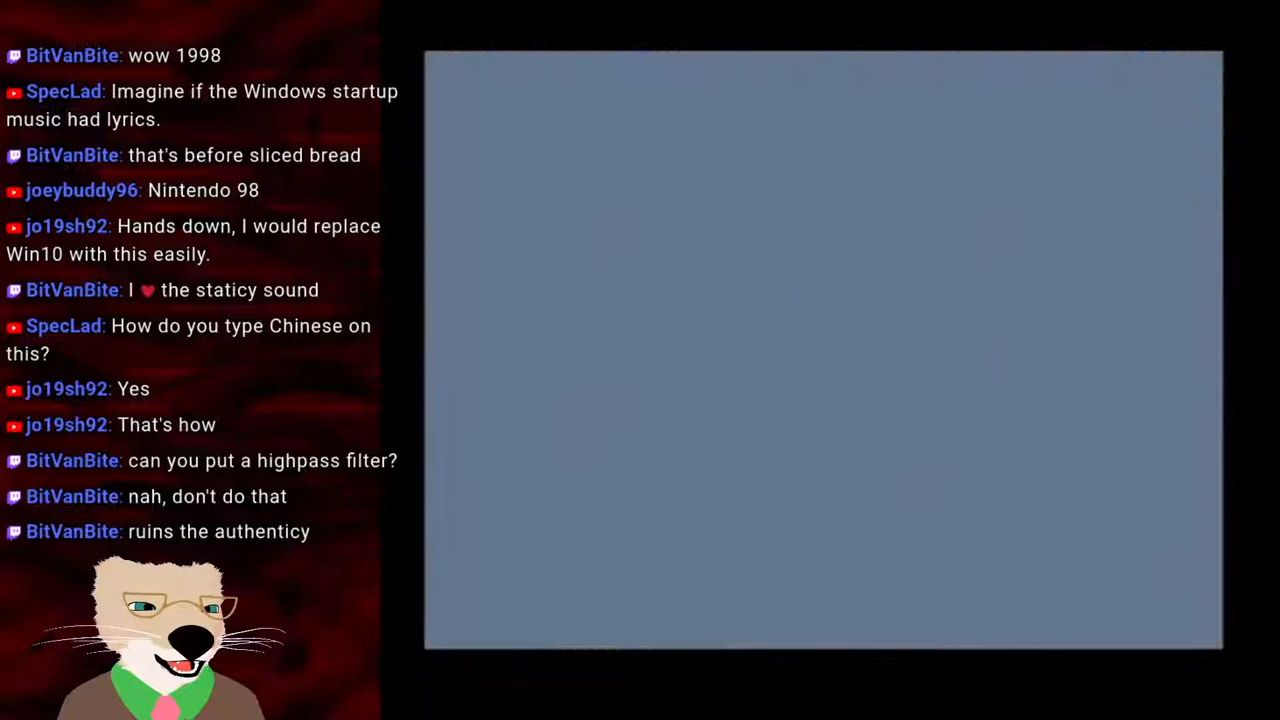 BitVanBite: wow 1998
SpecLad: Imagine if the Windows startup
music had lyrics.
BitVanBite: that's before sliced bread
joeybuddy96: Nintendo 98
jo19sh92: Hands down, I would replace
Win10 with this easily.
BitVanBite: I ❤ the staticy sound
SpecLad: How do you type Chinese on
this?
jo19sh92: Yes
jo19sh92: That's how
BitVanBite: can you put a highpass filter?
BitVanBite: nah, don't do that
BitVanBite: ruins the authenticy